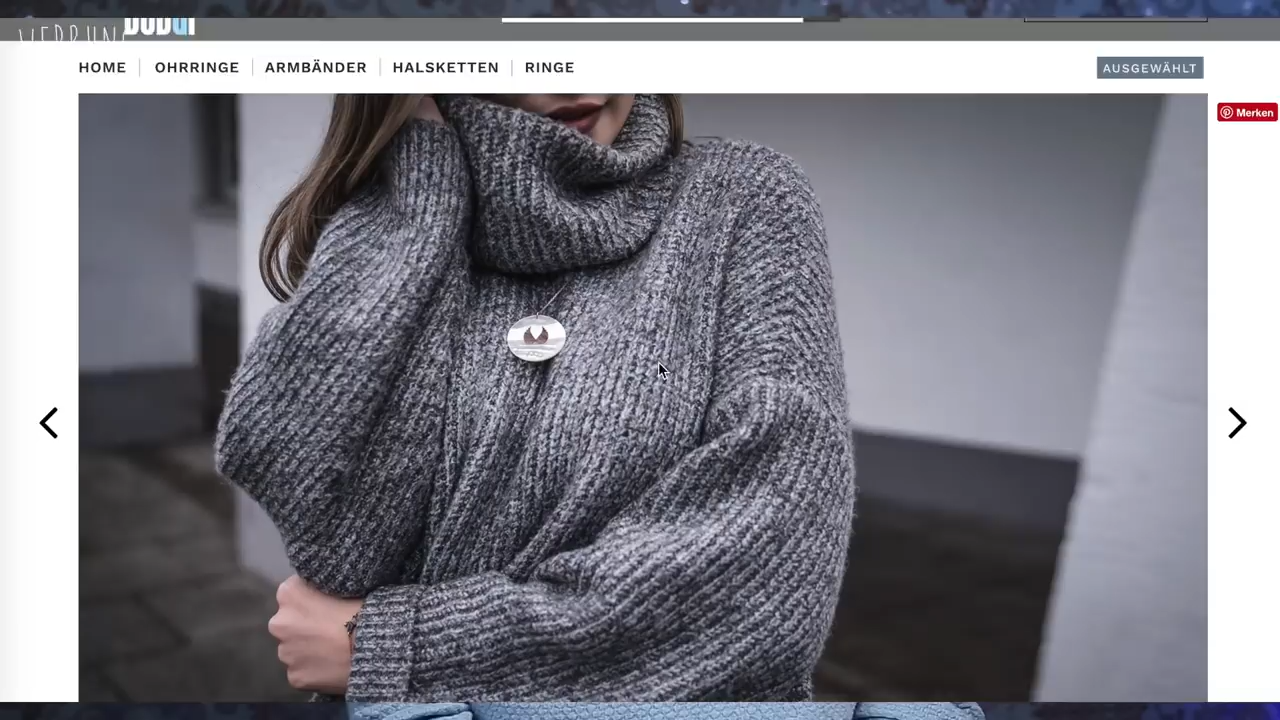 HOME
OHRRINGE
ARMBÄNDER
HALSKETTEN
RINGE
AUSGEWÄHLT
Merken